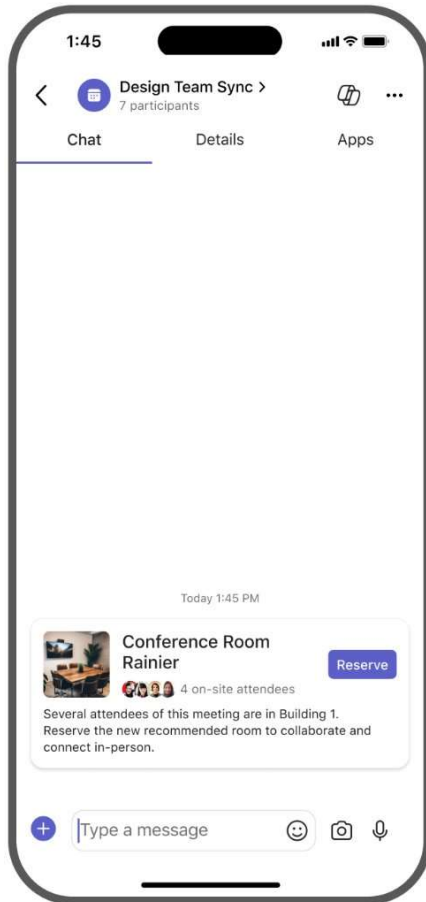 1:45
Design Team Sync >
7 participants
Chat Details Apps
Today 1:45 PM
Conference Room
Rainier
Reserve
4 on-site attendees
Several attendees of this meeting are in Building 1.
Reserve the new recommended room to collaborate and
connect in-person.
Type a message